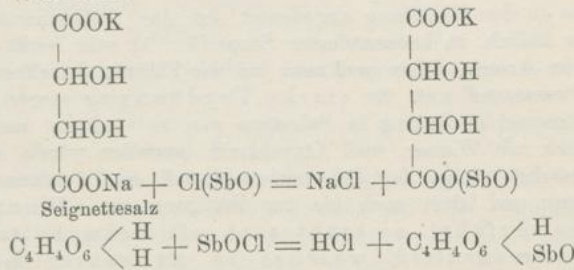 COOK COOK
CHOH CHOH
CHOH CHOH
COONa + Cl(SbO) = NaCl + COO(SbO)
Seignettesalz
C₄H₄O₆ < H H + SbOCl = HCl + C₄H₄O₆ < H SbO